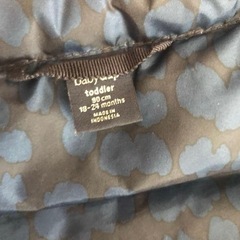 babyGap
toddler
90 cm
18-24 months
MADE IN
INDONESIA